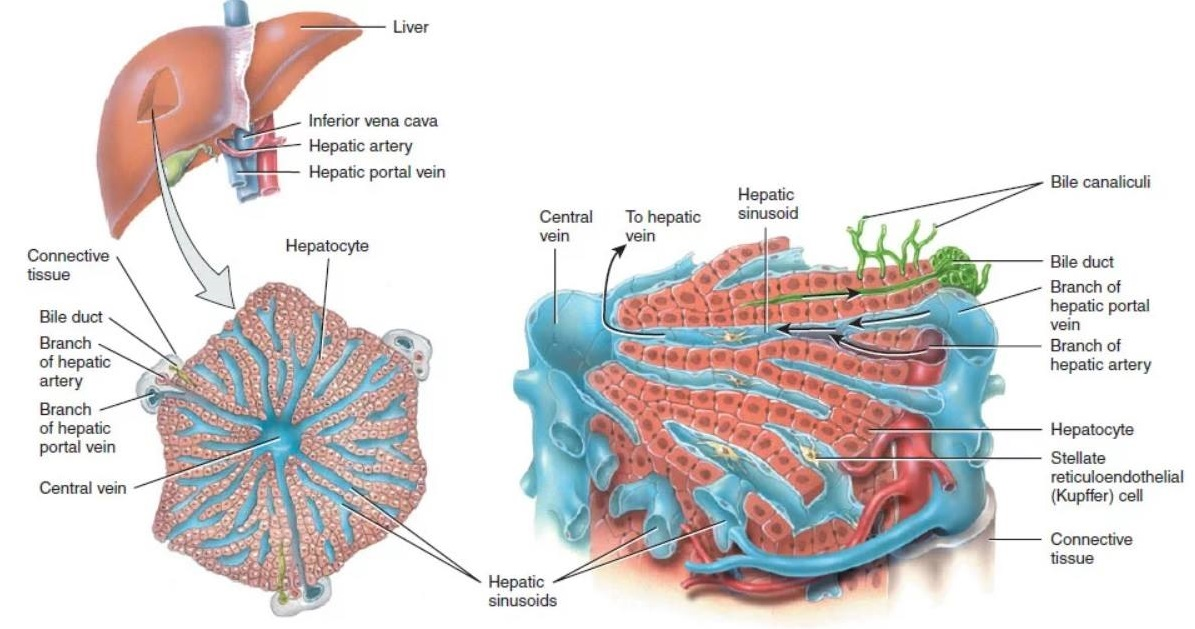 Liver
Inferior vena cava
Hepatic artery
Hepatic portal vein
Connective
tissue
Hepatocyte
Bile duct
Branch
of hepatic
artery
Branch
of hepatic
portal vein
Central vein
Hepatic
sinusoids
Central
vein
To hepatic
vein
Hepatic
sinusoid
Bile canaliculi
Bile duct
Branch of
hepatic portal
vein
Branch of
hepatic artery
Hepatocyte
Stellate
reticuloendothelial
(Kupffer) cell
Connective
tissue